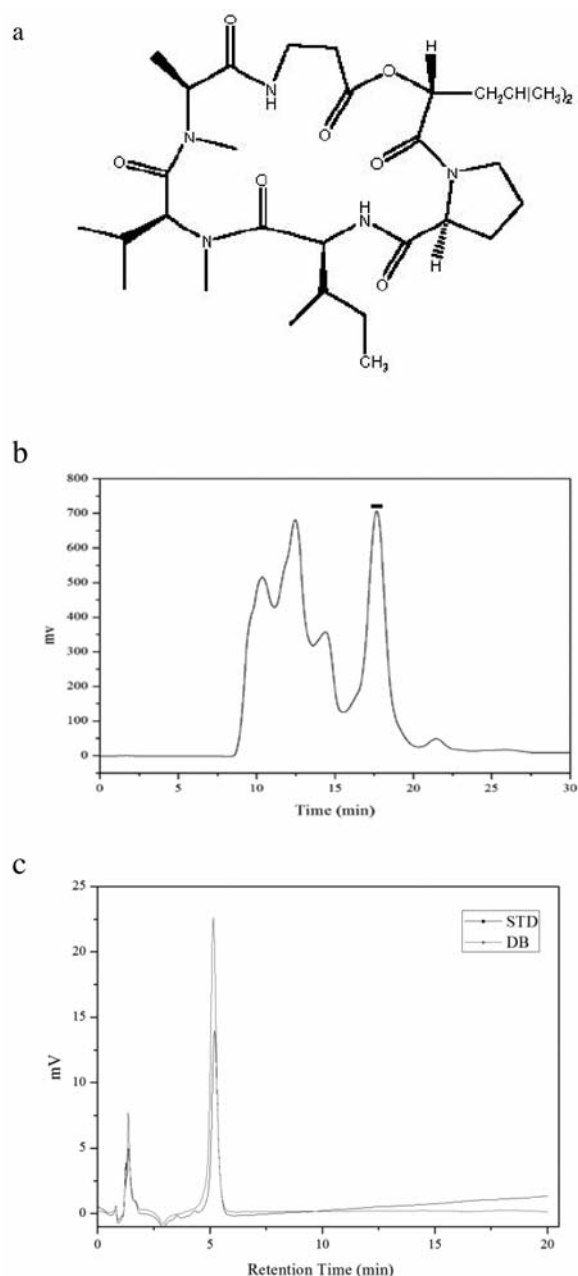 a
O
H
O
N
H
O
O
CH2CH(CH3)2
N
O
O
O
N
N
O
H
N
O
H
CH3
b
800
700
600
500
400
300
200
100
0
mv
0 5 10 15 20 25 30
Time (min)
c
25
20
15
10
5
0
mV
STD
DB
0 5 10 15 20
Retention Time (min)